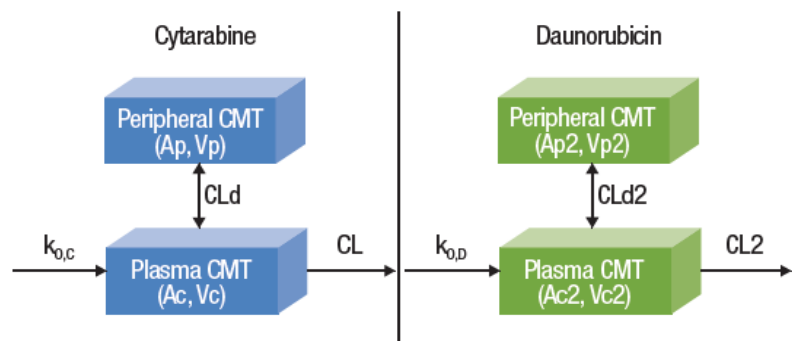 Cytarabine
Peripheral CMT
(Ap, Vp)
CLd
k₀,C
CL
Plasma CMT
(Ac, Vc)
Daunorubicin
Peripheral CMT
(Ap2, Vp2)
CLd2
k₀,D
CL2
Plasma CMT
(Ac2, Vc2)